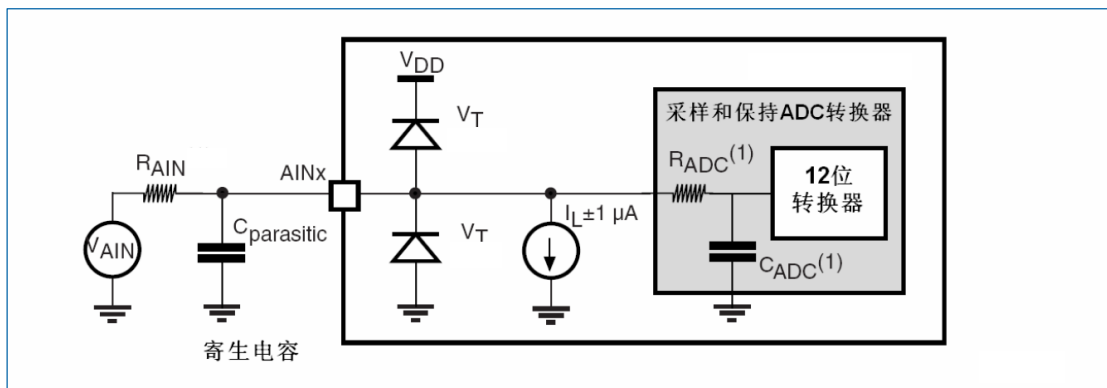 VDD
VT
采样和保持ADC转换器
RAIN
AINx
RADC(1)
12位
转换器
VAIN
Cparasitic
VT
IL±1 µA
CADC(1)
寄生电容